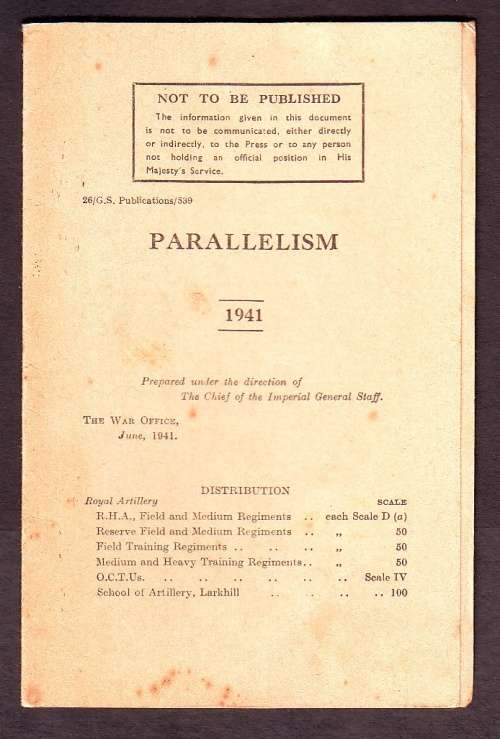 NOT TO BE PUBLISHED
The information given in this document
is not to be communicated, either directly
or indirectly, to the Press or to any person
not holding an official position in His
Majesty's Service.
26/G.S. Publications/539
PARALLELISM
1941
Prepared under the direction of
The Chief of the Imperial General Staff.
THE WAR OFFICE,
June, 1941.
DISTRIBUTION
Royal Artillery SCALE
R.H.A., Field and Medium Regiments .. each Scale D (a)
Reserve Field and Medium Regiments .. „ 50
Field Training Regiments .. .. .. „ 50
Medium and Heavy Training Regiments.. „ 50
O.C.T.Us. .. .. .. .. .. .. Scale IV
School of Artillery, Larkhill .. .. .. .. 100